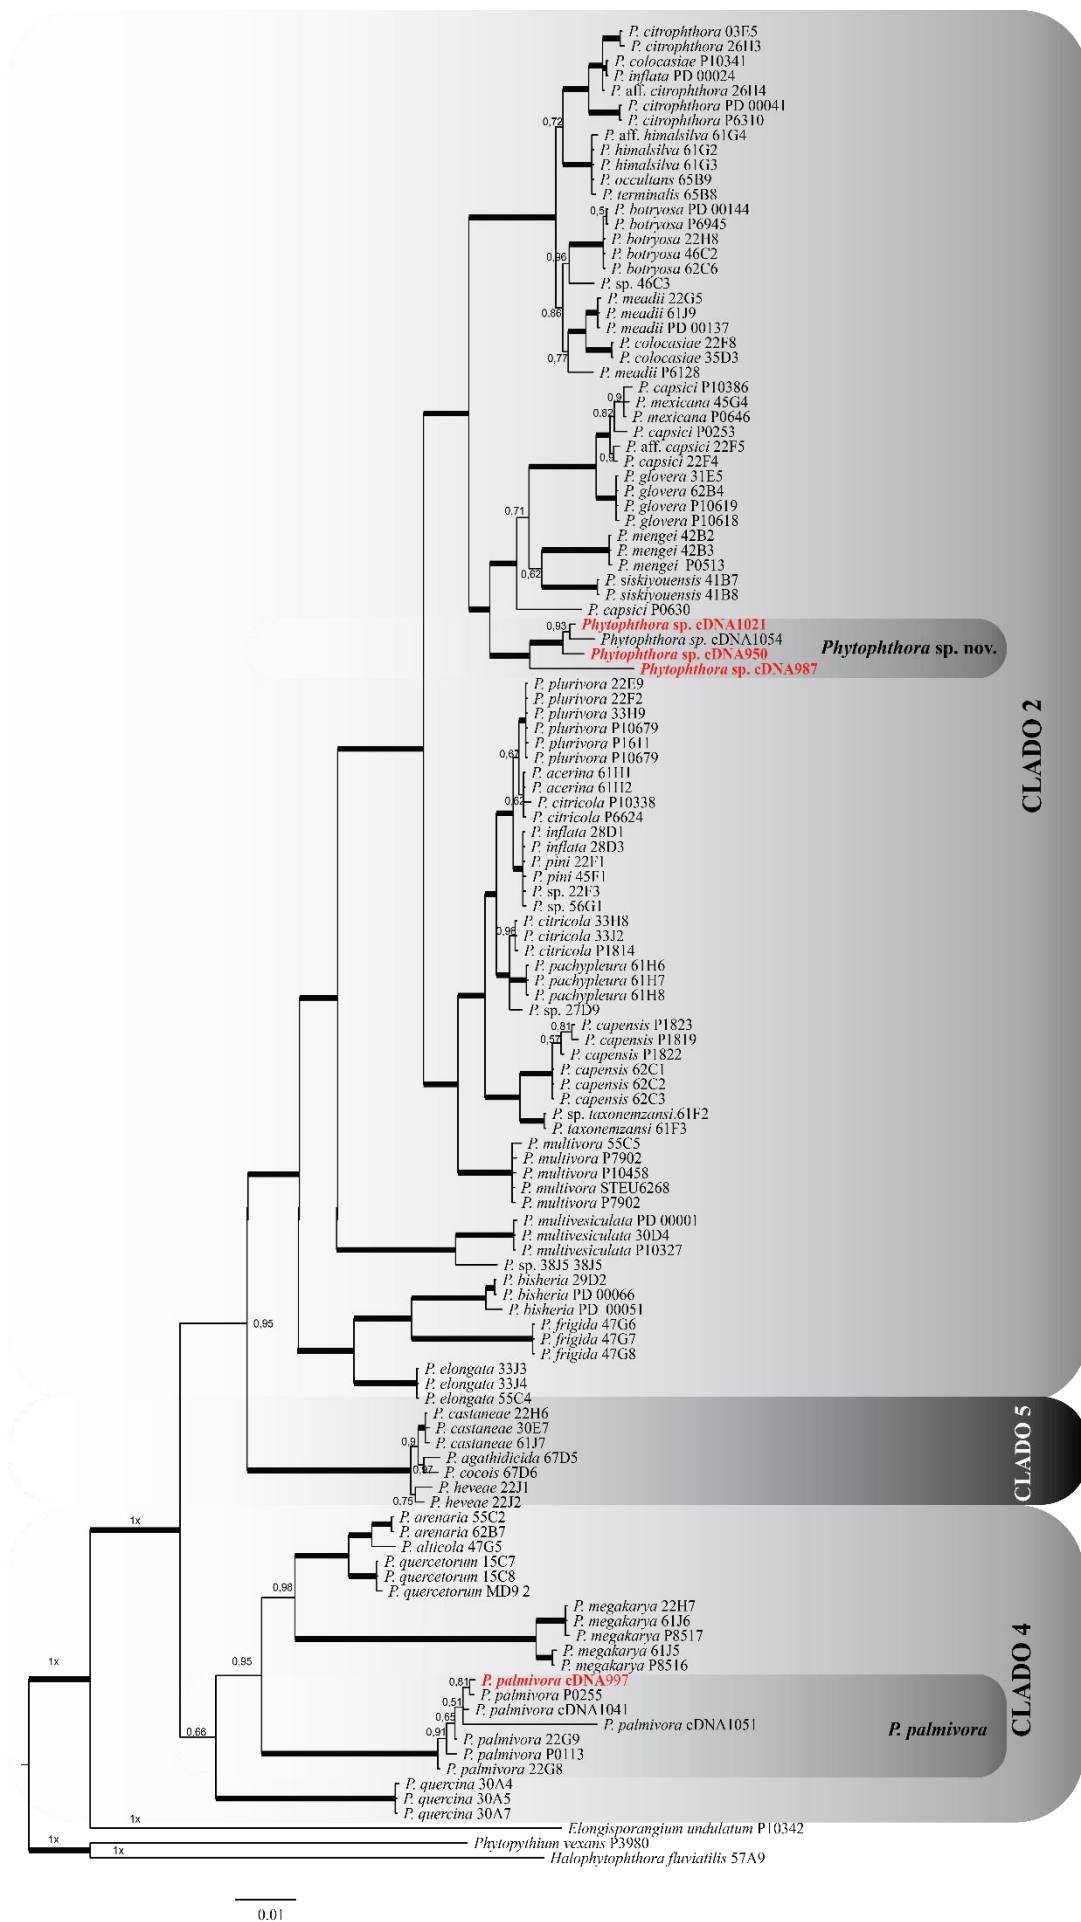 P. citrophthora 03E5
P. citrophthora 26H3
P. colocasiae P10341
P. inflata PD 00024
P. aff. citrophthora 26H4
P. citrophthora PD 00041
P. citrophthora P6310
0,72
P. aff. himalsilva 61G4
P. himalsilva 61G2
P. himalsilva 61G3
P. occultans 65B9
P. terminalis 65B8
0,5
P. botryosa PD 00144
P. botryosa P6945
P. botryosa 22H8
P. botryosa 46C2
0,96
P. botryosa 62C6
P. sp. 46C3
P. meadii 22G5
0,86
P. meadii 61J9
P. meadii PD 00137
P. colocasiae 22F8
0,77
P. colocasiae 35D3
P. meadii P6128
P. capsici P10386
0,9
P. mexicana 45G4
0,82
P. mexicana P0646
P. capsici P0253
P. aff. capsici 22F5
0,9
P. capsici 22F4
P. glovera 31E5
P. glovera 62B4
P. glovera P10619
0,71
P. glovera P10618
P. mengei 42B2
P. mengei 42B3
P. mengei P0513
0,62
P. siskiyouensis 41B7
P. siskiyouensis 41B8
P. capsici P0630
0,93
Phytophthora sp. cDNA1021
Phytophthora sp. cDNA1054
Phytophthora sp. nov.
Phytophthora sp. cDNA950
Phytophthora sp. cDNA987
P. plurivora 22E9
P. plurivora 22F2
P. plurivora 33H9
P. plurivora P10679
P. plurivora P1611
0,67
P. plurivora P10679
CLADO 2
P. acerina 61H1
P. acerina 61H2
0,62
P. citricola P10338
P. citricola P6624
P. inflata 28D1
P. inflata 28D3
P. pini 22F1
P. pini 45F1
P. sp. 22F3
P. sp. 56G1
P. citricola 33H8
0,96
P. citricola 33J2
P. citricola P1814
P. pachypleura 61H6
P. pachypleura 61H7
P. pachypleura 61H8
P. sp. 27D9
0,81
P. capensis P1823
0,57
P. capensis P1819
P. capensis P1822
P. capensis 62C1
P. capensis 62C2
P. capensis 62C3
P. sp. taxonemzansi.61F2
P. taxonemzansi 61F3
P. multivora 55C5
P. multivora P7902
P. multivora P10458
P. multivora STEU6268
P. multivora P7902
P. multivesiculata PD 00001
P. multivesiculata 30D4
P. multivesiculata P10327
P. sp. 38J5 38J5
P. bisheria 29D2
P. bisheria PD 00066
P. bisheria PD 00051
0,95
P. frigida 47G6
P. frigida 47G7
P. frigida 47G8
P. elongata 33J3
P. elongata 33J4
P. elongata 55C4
P. castaneae 22H6
P. castaneae 30E7
0,9
P. castaneae 61J7
CLADO 5
P. agathidicida 67D5
0,97
P. cocois 67D6
P. heveae 22J1
0,75
P. heveae 22J2
1x
P. arenaria 55C2
P. arenaria 62B7
P. alticola 47G5
P. quercetorum 15C7
P. quercetorum 15C8
0,98
P. quercetorum MD9 2
P. megakarya 22H7
P. megakarya 61J6
P. megakarya P8517
P. megakarya 61J5
1x
0,95
P. megakarya P8516
CLADO 4
0,81
P. palmivora cDNA997
P. palmivora P0255
0,51
P. palmivora cDNA1041
0,65
P. palmivora cDNA1051
P. palmivora
0,66
0,91
P. palmivora 22G9
P. palmivora P0113
P. palmivora 22G8
P. quercina 30A4
P. quercina 30A5
P. quercina 30A7
1x
Elongisporangium undulatum P10342
1x
Phytopythium vexans P3980
1x
Halophytophthora fluviatilis 57A9
0.01